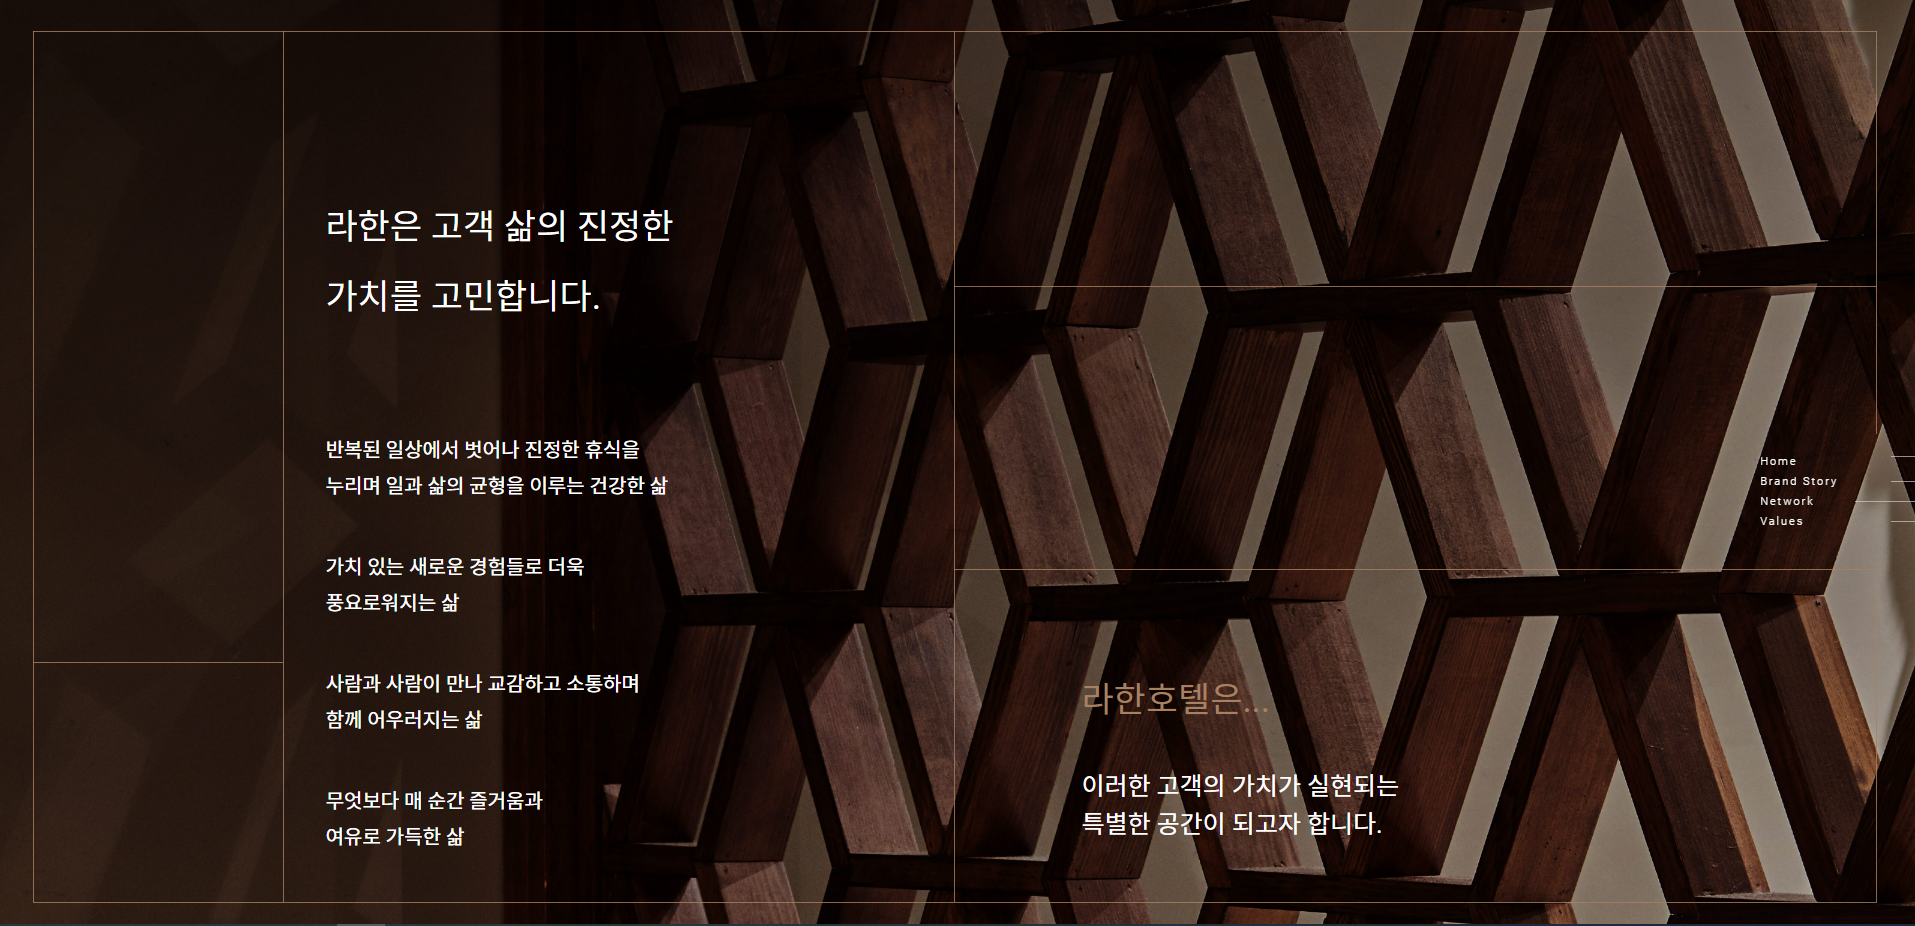 라한은 고객 삶의 진정한
가치를 고민합니다.
반복된 일상에서 벗어나 진정한 휴식을
누리며 일과 삶의 균형을 이루는 건강한 삶
가치 있는 새로운 경험들로 더욱
풍요로워지는 삶
사람과 사람이 만나 교감하고 소통하며
함께 어우러지는 삶
무엇보다 매 순간 즐거움과
여유로 가득한 삶
라한호텔은...
이러한 고객의 가치가 실현되는
특별한 공간이 되고자 합니다.
Home
Brand Story
Network
Values